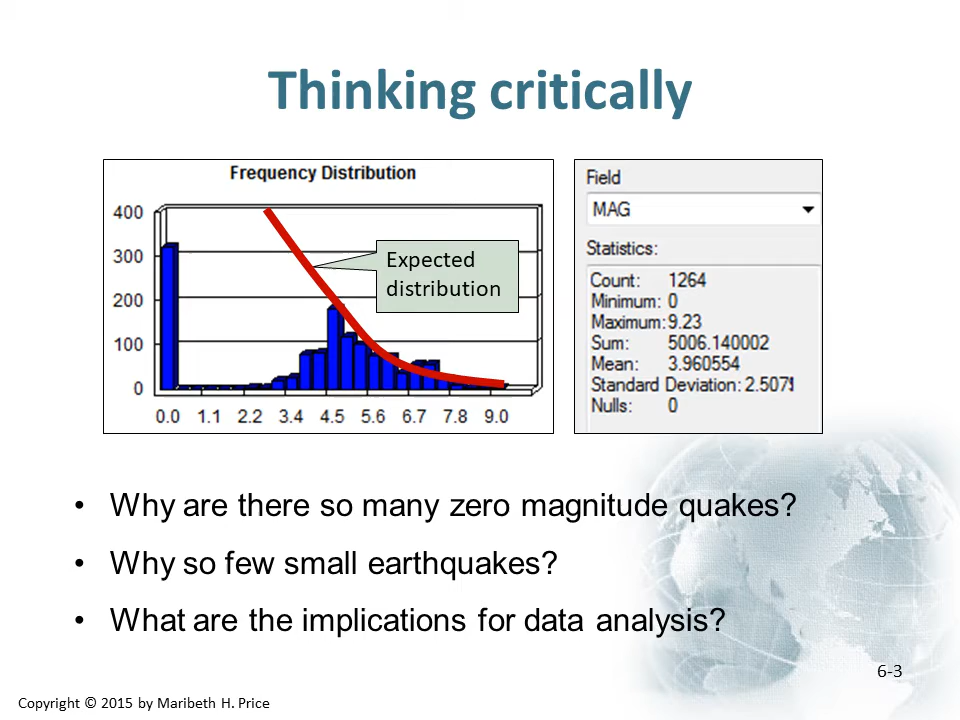 Thinking critically
Frequency Distribution
400
300
200
100
0
0.0 1.1 2.2 3.4 4.5 5.6 6.7 7.8 9.0
Expected
distribution
Field
MAG
Statistics:
Count: 1264
Minimum: 0
Maximum: 9.23
Sum: 5006.140002
Mean: 3.960554
Standard Deviation: 2.5071
Nulls: 0
• Why are there so many zero magnitude quakes?
• Why so few small earthquakes?
• What are the implications for data analysis?
6-3
Copyright © 2015 by Maribeth H. Price